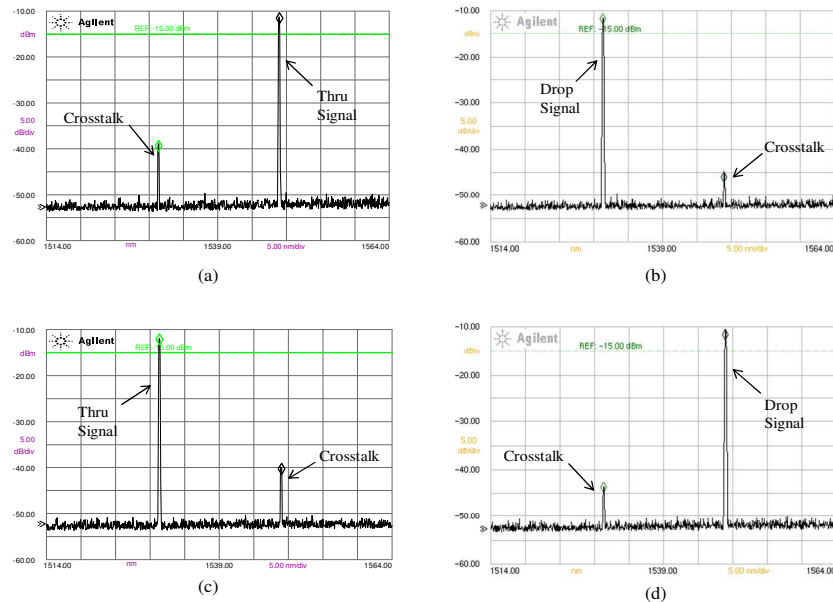 -10.00
Agilent
dBm
REF: -15.00 dBm
-20.00
Thru
Signal
-30.00
Crosstalk
5.00
dB/div
-40.00
-50.00
-60.00
1514.00
nm
1539.00
5.00 nm/div
1564.00
(a)
-10.00
Agilent
dBm
REF: -15.00 dBm
-20.00
Drop
Signal
-30.00
5.00
dB/div
-40.00
Crosstalk
-50.00
-60.00
1514.00
nm
1539.00
5.00 nm/div
1564.00
(b)
-10.00
Agilent
dBm
REF: -15.00 dBm
-20.00
Thru
Signal
-30.00
5.00
dB/div
-40.00
Crosstalk
-50.00
-60.00
1514.00
nm
1539.00
5.00 nm/div
1564.00
(c)
-10.00
Agilent
dBm
REF: -15.00 dBm
-20.00
Drop
Signal
-30.00
5.00
dB/div
Crosstalk
-40.00
-50.00
-60.00
1514.00
nm
1539.00
5.00 nm/div
1564.00
(d)